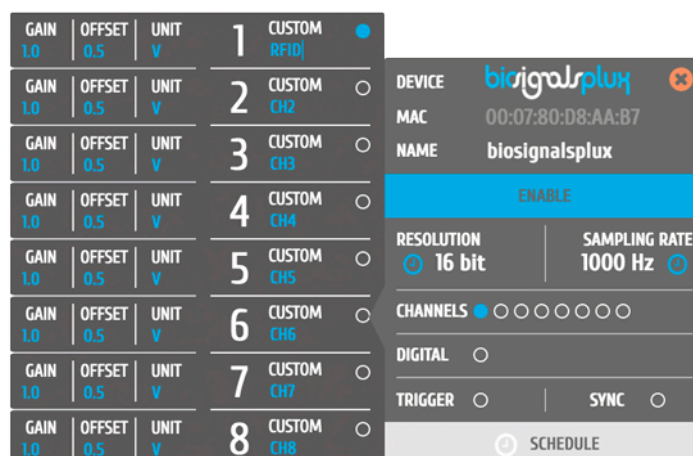 GAIN OFFSET UNIT 1 CUSTOM
1.0 0.5 V RFID
GAIN OFFSET UNIT 2 CUSTOM
1.0 0.5 V CH2
GAIN OFFSET UNIT 3 CUSTOM
1.0 0.5 V CH3
GAIN OFFSET UNIT 4 CUSTOM
1.0 0.5 V CH4
GAIN OFFSET UNIT 5 CUSTOM
1.0 0.5 V CH5
GAIN OFFSET UNIT 6 CUSTOM
1.0 0.5 V CH6
GAIN OFFSET UNIT 7 CUSTOM
1.0 0.5 V CH7
GAIN OFFSET UNIT 8 CUSTOM
1.0 0.5 V CH8
DEVICE biosignalsplux
MAC 00:07:80:D8:AA:B7
NAME biosignalsplux
ENABLE
RESOLUTION SAMPLING RATE
16 bit 1000 Hz
CHANNELS
DIGITAL
TRIGGER SYNC
SCHEDULE